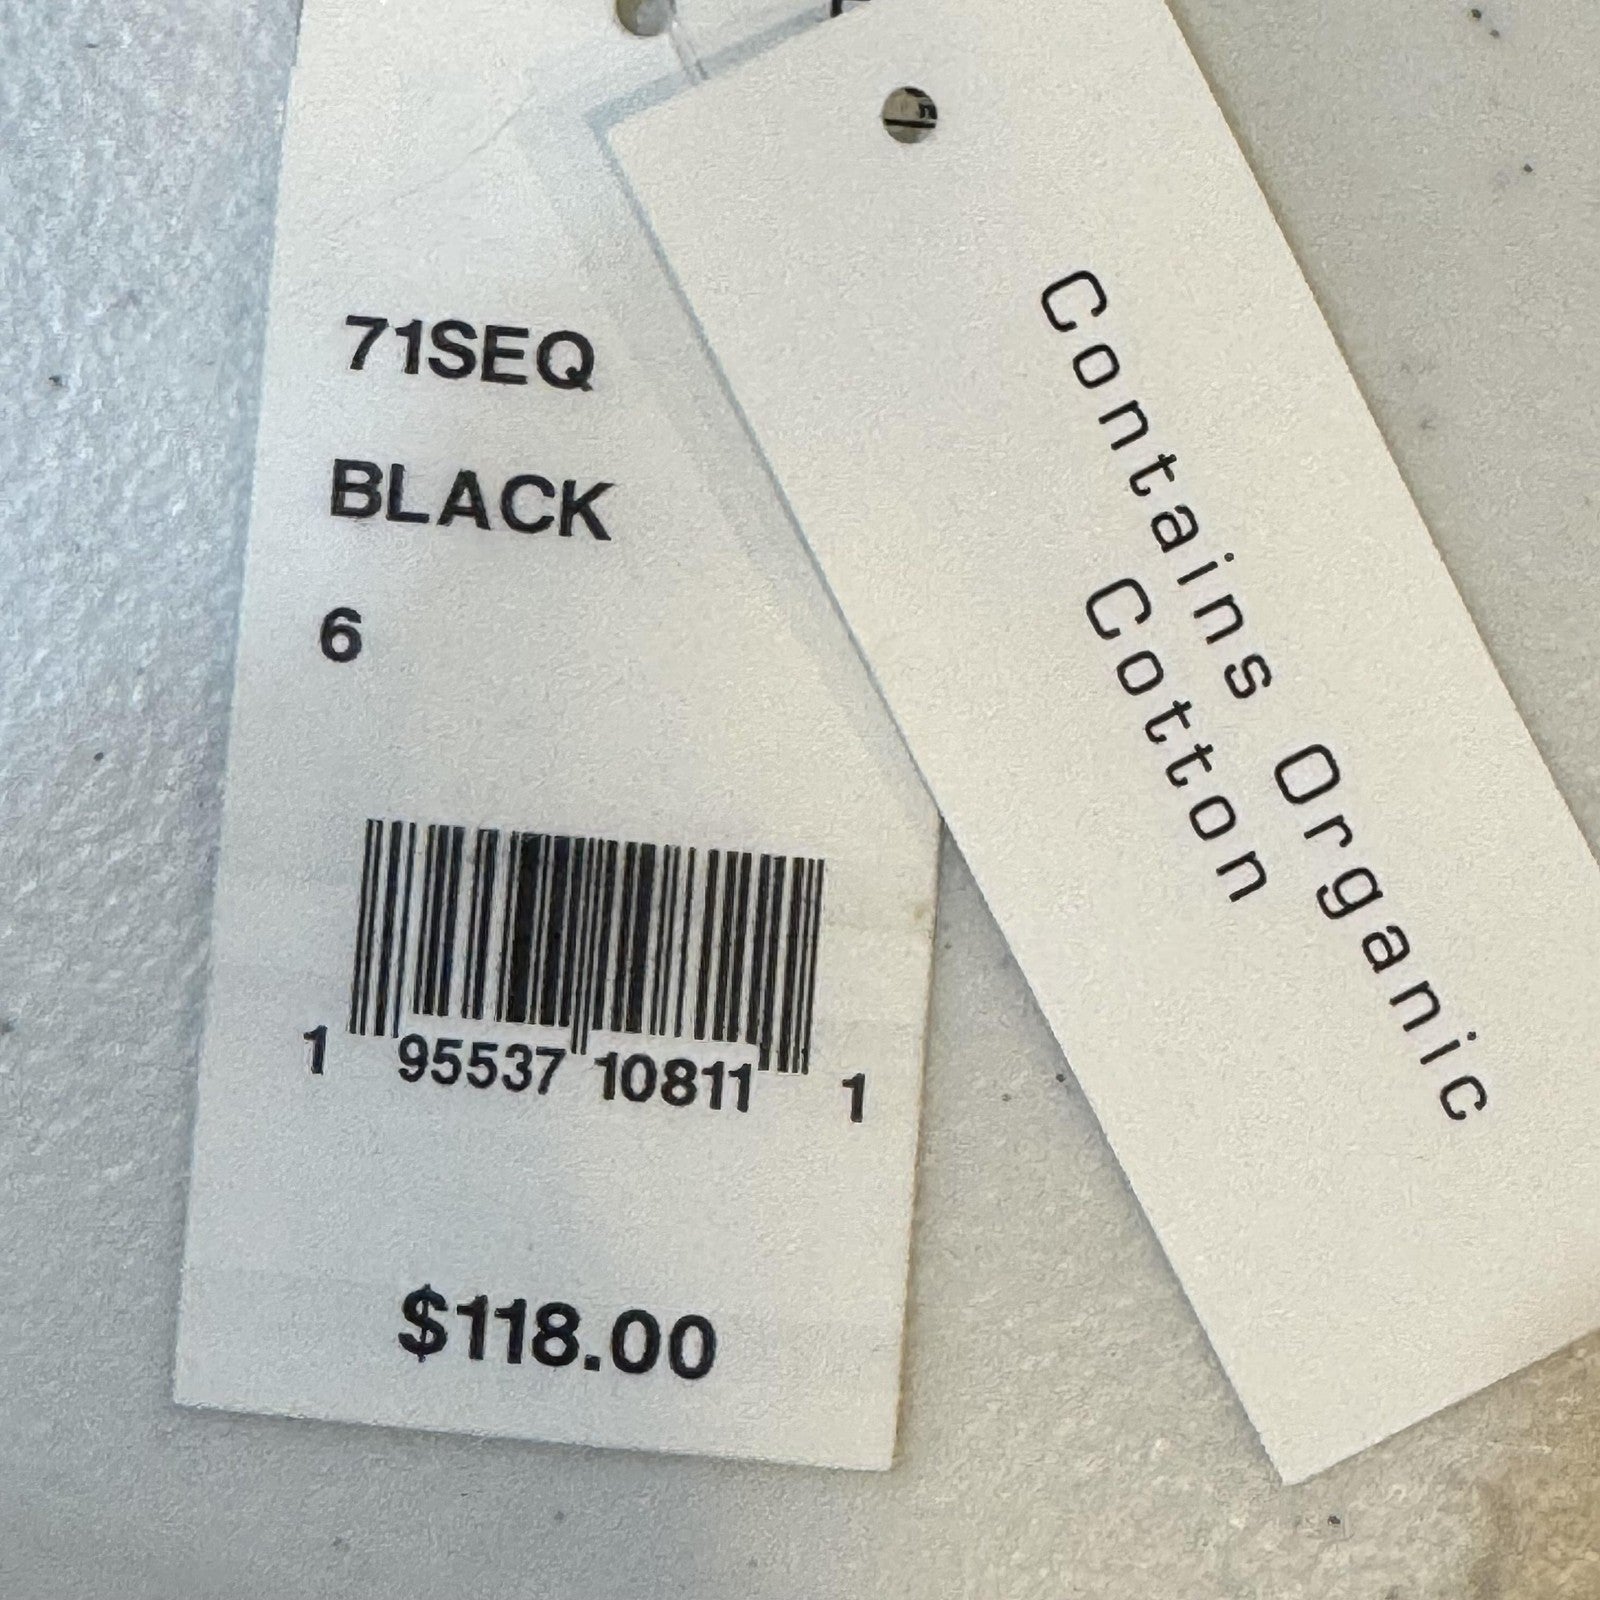 71SEQ
BLACK
6
1 95537 10811 1
$118.00
Contains Organic
Cotton